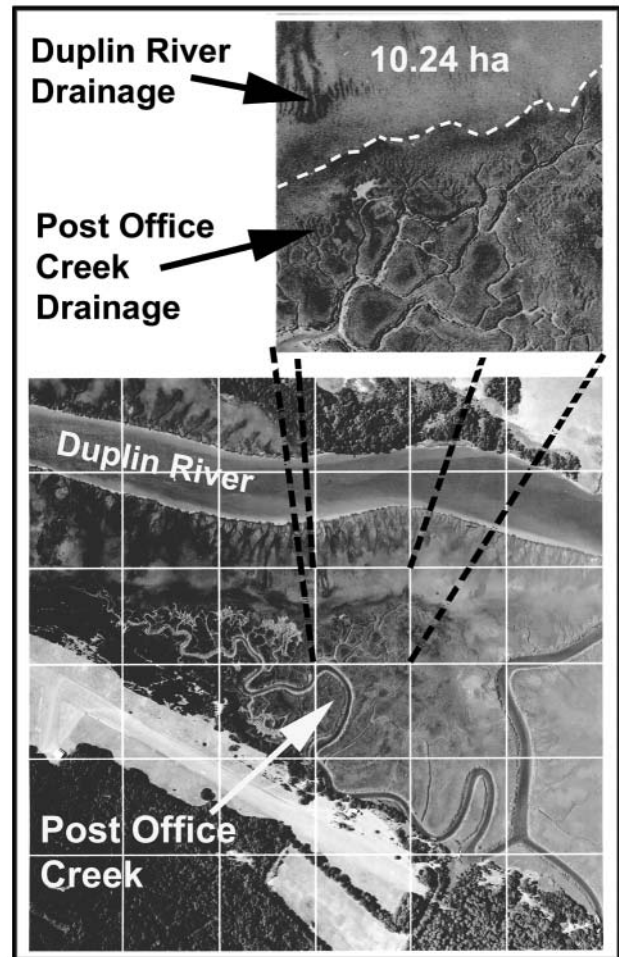 Duplin River
Drainage
10.24 ha
Post Office
Creek
Drainage
Duplin River
Post Office
Creek